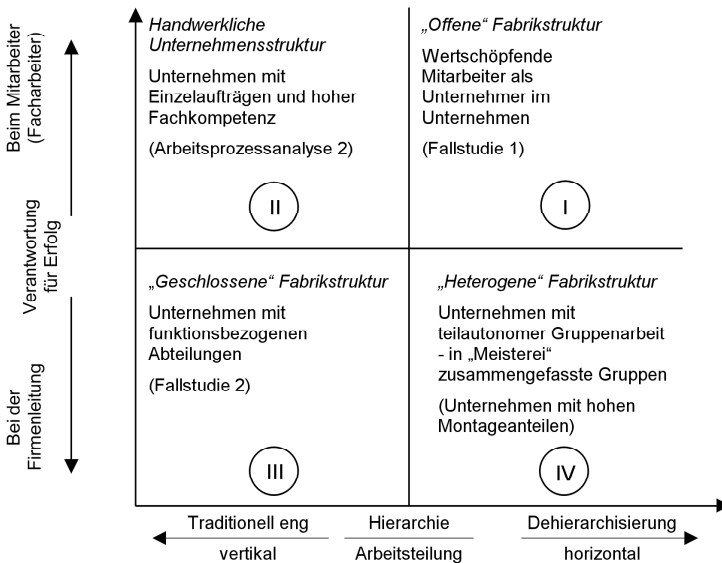 Beim Mitarbeiter
(Facharbeiter)
Verantwortung
für Erfolg
Bei der
Firmenleitung
Handwerkliche
Unternehmensstruktur
Unternehmen mit
Einzelaufträgen und hoher
Fachkompetenz
(Arbeitsprozessanalyse 2)
II
„Offene“ Fabrikstruktur
Wertschöpfende
Mitarbeiter als
Unternehmer im
Unternehmen
(Fallstudie 1)
I
„Geschlossene“ Fabrikstruktur
Unternehmen mit
funktionsbezogenen
Abteilungen
(Fallstudie 2)
III
„Heterogene“ Fabrikstruktur
Unternehmen mit
teilautonomer Gruppenarbeit
- in „Meisterei“
zusammengefasste Gruppen
(Unternehmen mit hohen
Montageanteilen)
IV
Traditionell eng
Hierarchie
Dehierarchisierung
vertikal
Arbeitsteilung
horizontal